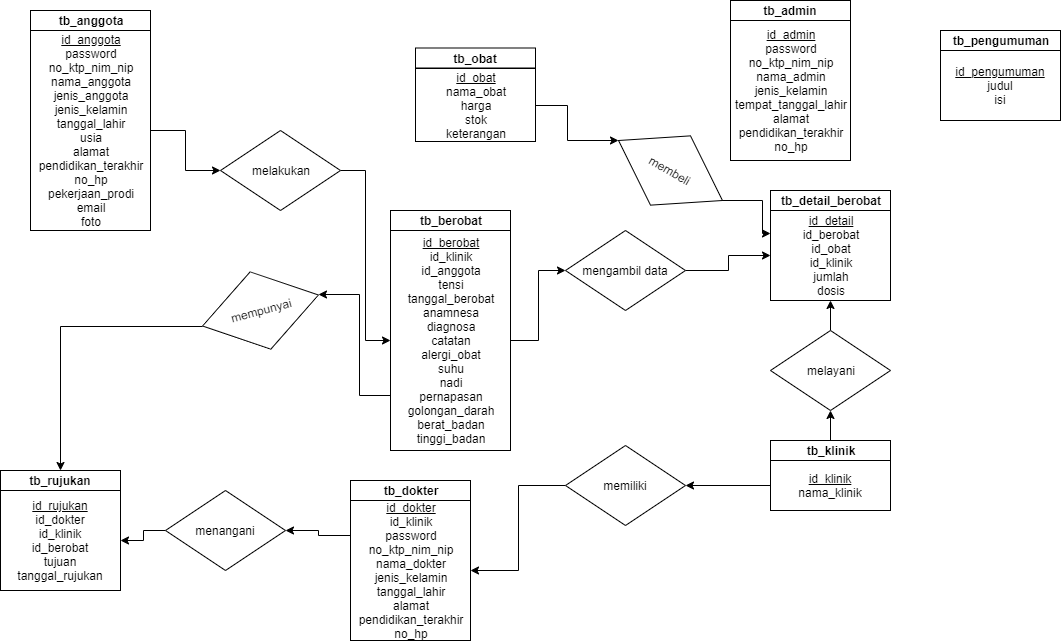 tb_anggota
id_anggota
password
no_ktp_nim_nip
nama_anggota
jenis_anggota
jenis_kelamin
tanggal_lahir
usia
alamat
pendidikan_terakhir
no_hp
pekerjaan_prodi
email
foto
melakukan
tb_obat
id_obat
nama_obat
harga
stok
keterangan
membeli
tb_admin
id_admin
password
no_ktp_nim_nip
nama_admin
jenis_kelamin
tempat_tanggal_lahir
alamat
pendidikan_terakhir
no_hp
tb_pengumuman
id_pengumuman
judul
isi
tb_berobat
id_berobat
id_klinik
id_anggota
tensi
tanggal_berobat
anamnesa
diagnosa
catatan
alergi_obat
suhu
nadi
pernapasan
golongan_darah
berat_badan
tinggi_badan
mengambil data
tb_detail_berobat
id_detail
id_berobat
id_obat
id_klinik
jumlah
dosis
mempunyai
melayani
tb_klinik
id_klinik
nama_klinik
memiliki
tb_dokter
id_dokter
id_klinik
password
no_ktp_nim_nip
nama_dokter
jenis_kelamin
tanggal_lahir
alamat
pendidikan_terakhir
no_hp
menangani
tb_rujukan
id_rujukan
id_dokter
id_klinik
id_berobat
tujuan
tanggal_rujukan